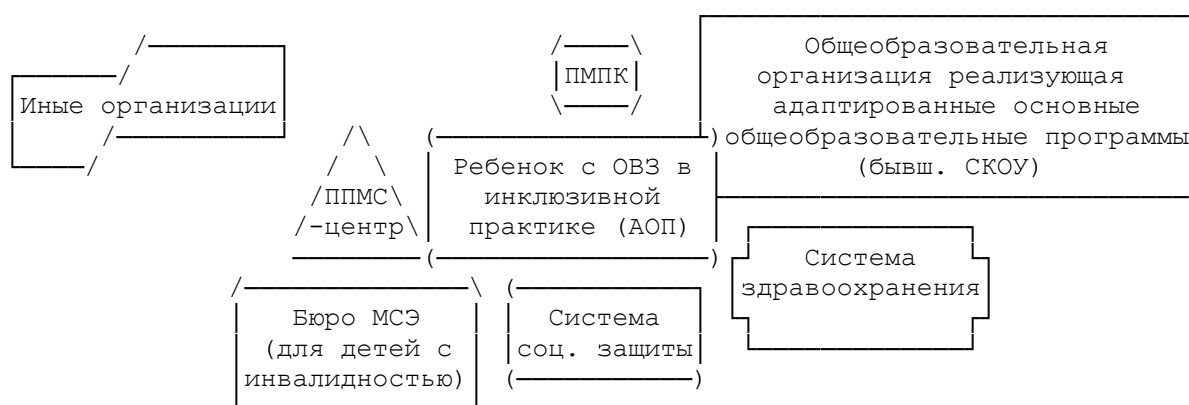 Иные организации
ПМПК
Общеобразовательная
организация реализующая
адаптированные основные
общеобразовательные программы
(бывш. СКОУ)
ППМС
-центр
Ребенок с ОВЗ в
инклюзивной
практике (АОП)
Система
здравоохранения
Бюро МСЭ
(для детей с
инвалидностью)
Система
соц. защиты